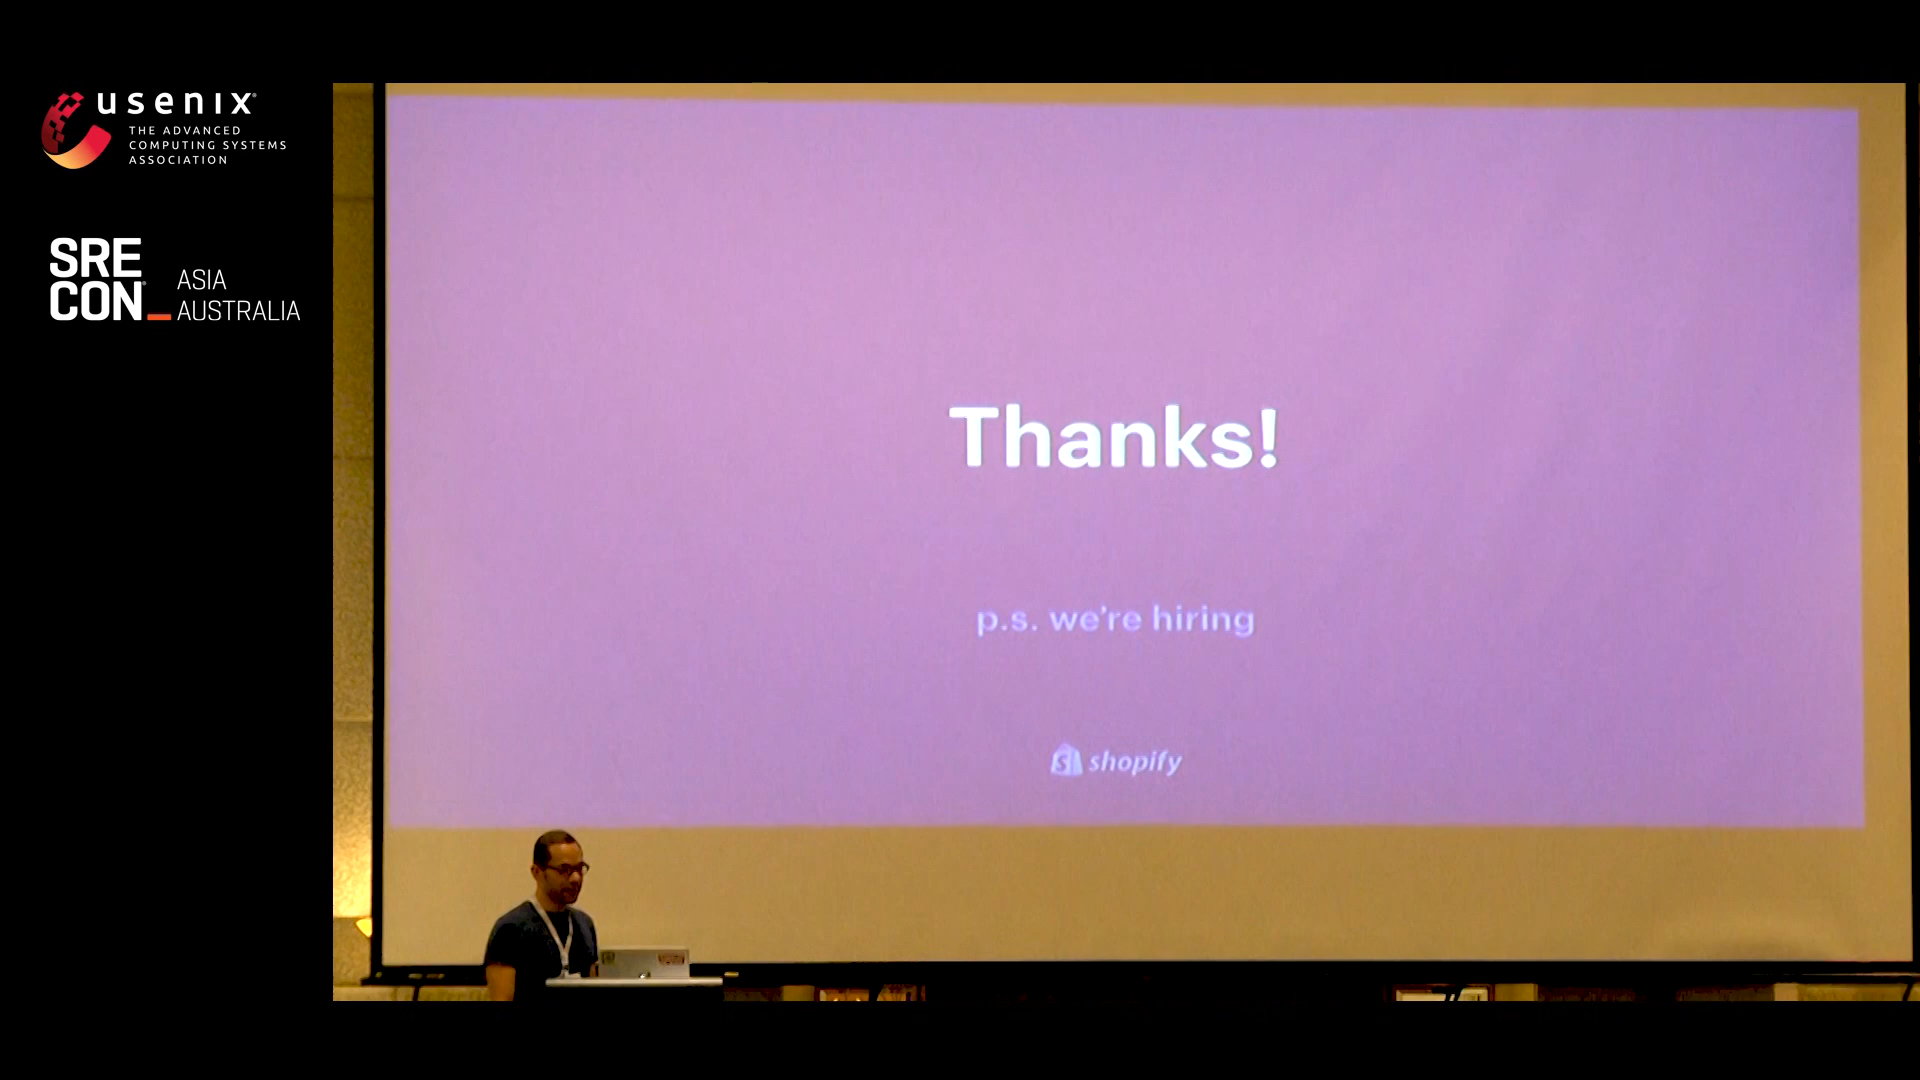 usenix®
THE ADVANCED
COMPUTING SYSTEMS
ASSOCIATION
SRE
CON®
ASIA
AUSTRALIA
Thanks!
p.s. we're hiring
shopify